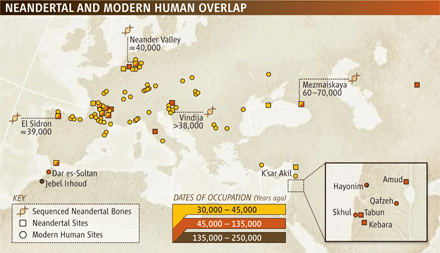 NEANDERTAL AND MODERN HUMAN OVERLAP
Neander Valley
≈40,000
Mezmaiskaya
60–70,000
El Sidron
≈39,000
Vindija
>38,000
Dar es-Soltan
Jebel Irhoud
K'sar Akil
Hayonim
Amud
Qafzeh
Skhul
Tabun
Kebara
KEY
Sequenced Neandertal Bones
Neandertal Sites
Modern Human Sites
DATES OF OCCUPATION (Years ago)
30,000 – 45,000
45,000 – 135,000
135,000 – 250,000